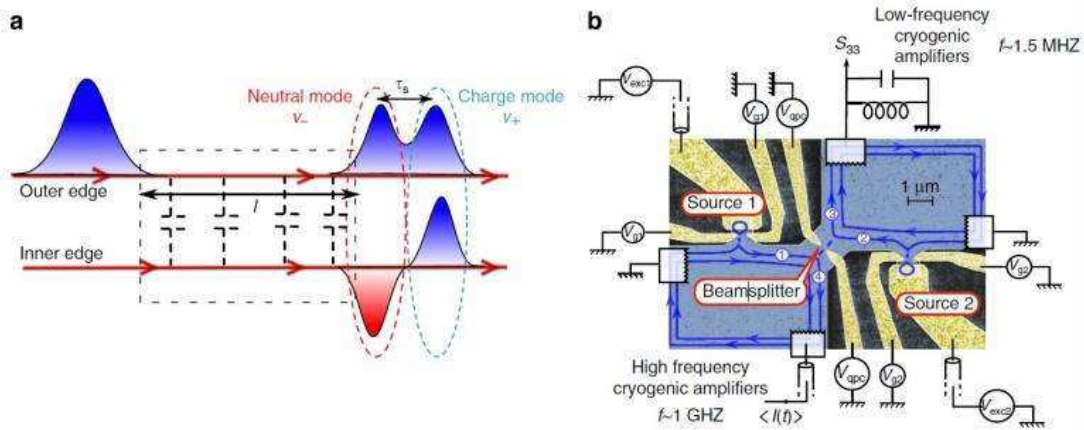 a
Neutral mode
v–
τs
Charge mode
v+
Outer edge
l
Inner edge
b
Low-frequency
cryogenic
amplifiers
f~1.5 MHZ
S33
Vexc1
Vg1
Vqpc
1 µm
Source 1
3
2
Vg1
1
4
Vg2
Beamsplitter
Source 2
High frequency
cryogenic amplifiers
f~1 GHZ
< I(t) >
Vqpc
Vg2
Vexc2